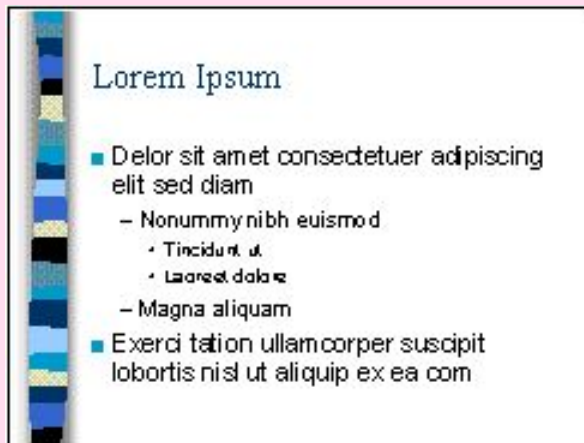 Lorem Ipsum
■ Delor sit amet consectetuer adipiscing
elit sed diam
– Nonummy nibh euismod
• Tincidunt ut
• Laoreet dolore
– Magna aliquam
■ Exerci tation ullamcorper suscipit
lobortis nisl ut aliquip ex ea com